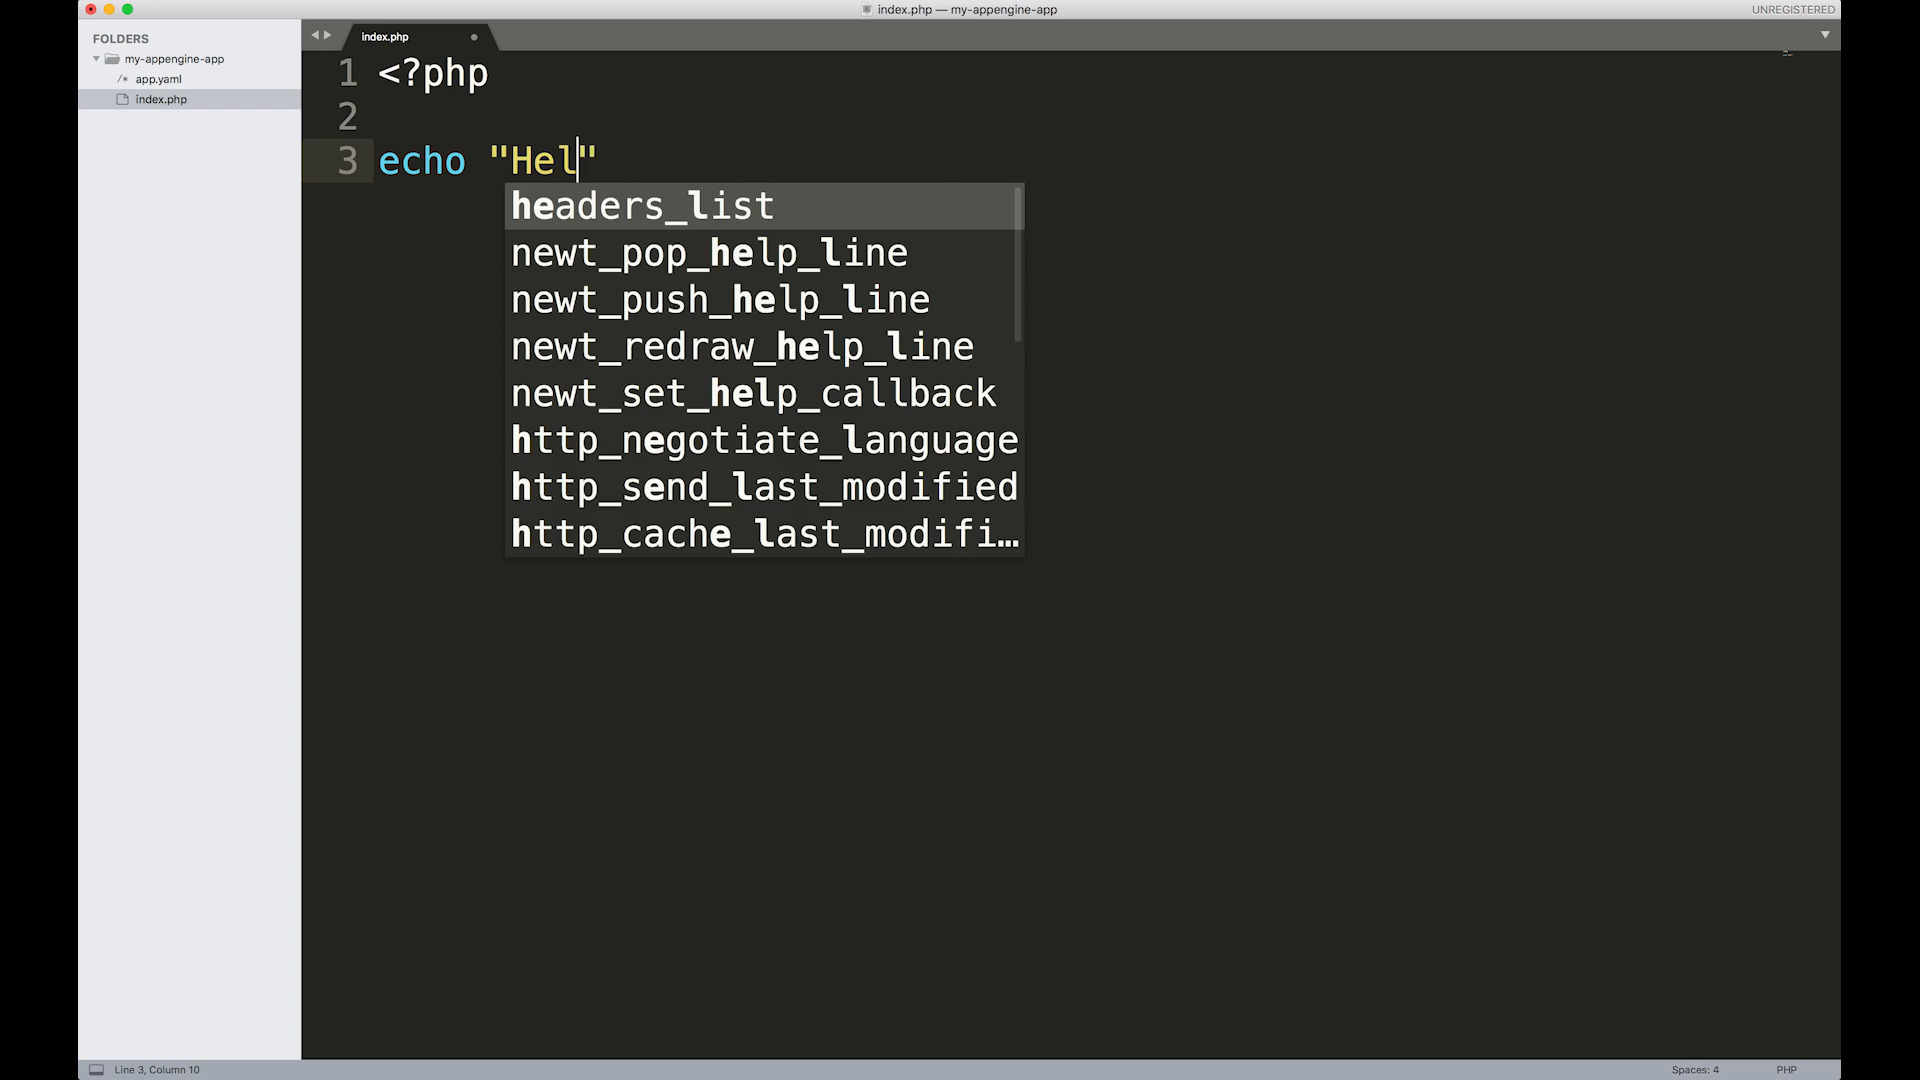 index.php — my-appengine-app
UNREGISTERED
FOLDERS
my-appengine-app
/* app.yaml
index.php
index.php
1 <?php
2
3 echo "Hel"
headers_list
newt_pop_help_line
newt_push_help_line
newt_redraw_help_line
newt_set_help_callback
http_negotiate_language
http_send_last_modified
http_cache_last_modifi…
Line 3, Column 10
Spaces: 4
PHP